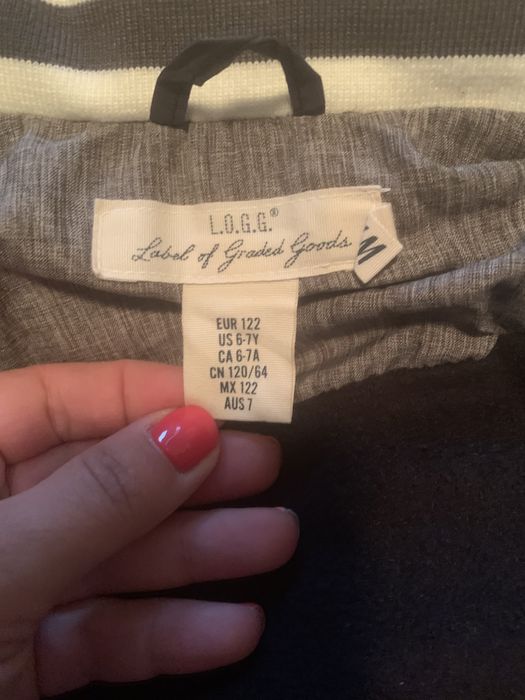 L.O.G.G.®
Label of Graded Goods
M
EUR 122
US 6-7Y
CA 6-7A
CN 120/64
MX 122
AUS 7